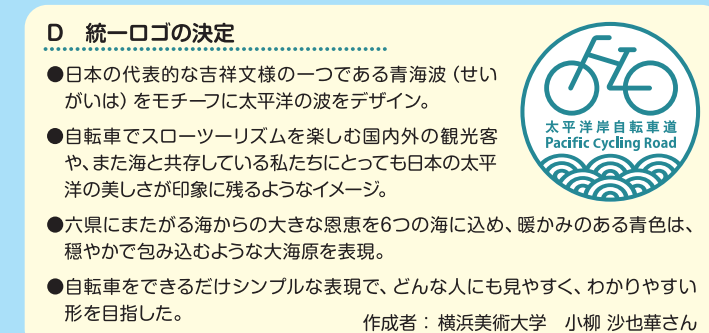 D 統一ロゴの決定
●日本の代表的な吉祥文様の一つである青海波(せい
がいは)をモチーフに太平洋の波をデザイン。
●自転車でスローツーリズムを楽しむ国内外の観光客
や、また海と共存している私たちにとっても日本の太平
洋の美しさが印象に残るようなイメージ。
太平洋岸自転車道
Pacific Cycling Road
●六県にまたがる海からの大きな恩恵を6つの海に込め、暖かみのある青色は、
穏やかで包み込むような大海原を表現。
●自転車をできるだけシンプルな表現で、どんな人にも見やすく、わかりやすい
形を目指した。
作成者:横浜美術大学 小柳 沙也華さん